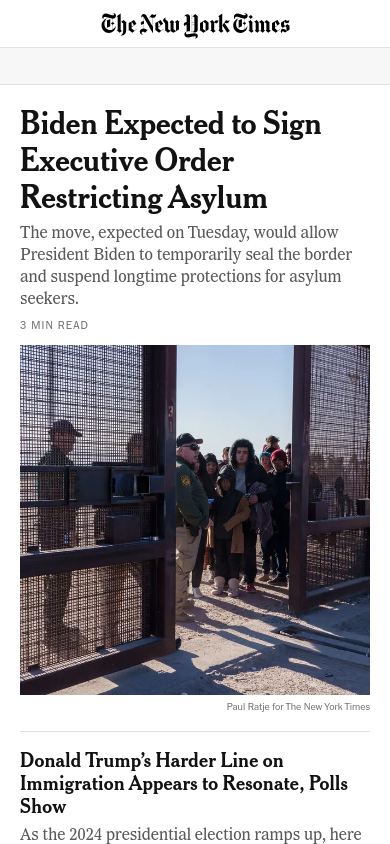 The New York Times
Biden Expected to Sign
Executive Order
Restricting Asylum
The move, expected on Tuesday, would allow
President Biden to temporarily seal the border
and suspend longtime protections for asylum
seekers.
3 MIN READ
Paul Ratje for The New York Times
Donald Trump’s Harder Line on
Immigration Appears to Resonate, Polls
Show
As the 2024 presidential election ramps up, here